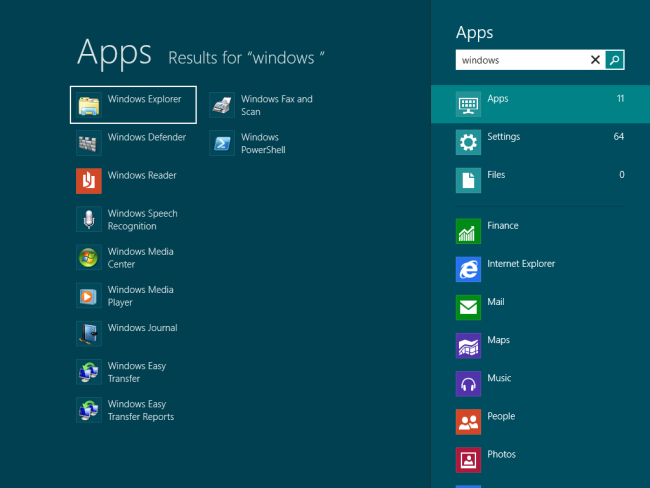 Apps Results for “windows ”
Windows Explorer
Windows Defender
Windows Reader
Windows Speech
Recognition
Windows Media
Center
Windows Media
Player
Windows Journal
Windows Easy
Transfer
Windows Easy
Transfer Reports
Windows Fax and
Scan
Windows
PowerShell
Apps
windows
Apps 11
Settings 64
Files 0
Finance
Internet Explorer
Mail
Maps
Music
People
Photos